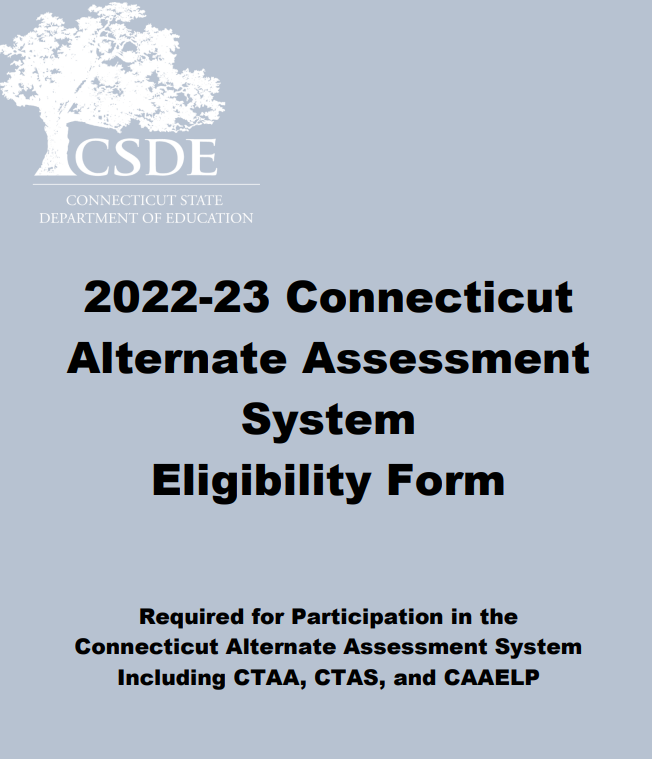 CSDE
CONNECTICUT STATE
DEPARTMENT OF EDUCATION
2022-23 Connecticut
Alternate Assessment
System
Eligibility Form
Required for Participation in the
Connecticut Alternate Assessment System
Including CTAA, CTAS, and CAAELP